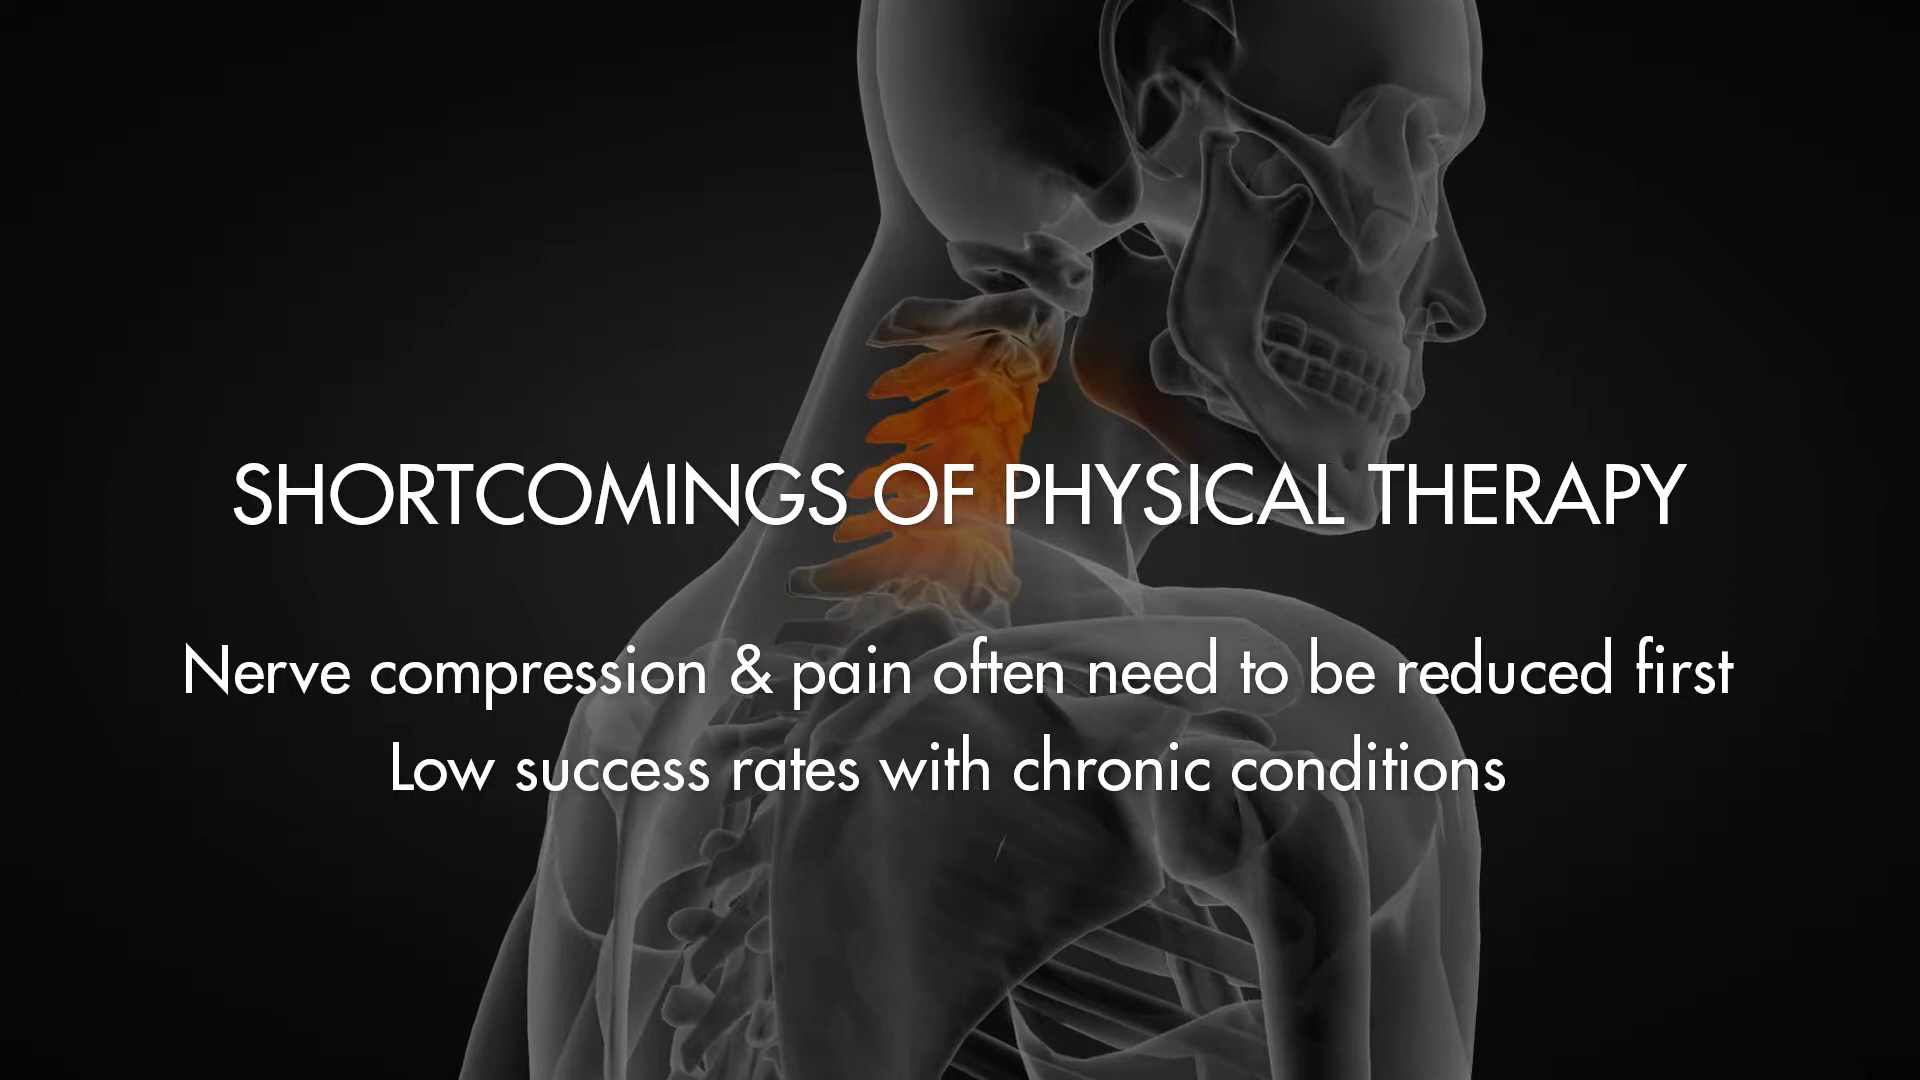 SHORTCOMINGS OF PHYSICAL THERAPY
Nerve compression & pain often need to be reduced first
Low success rates with chronic conditions